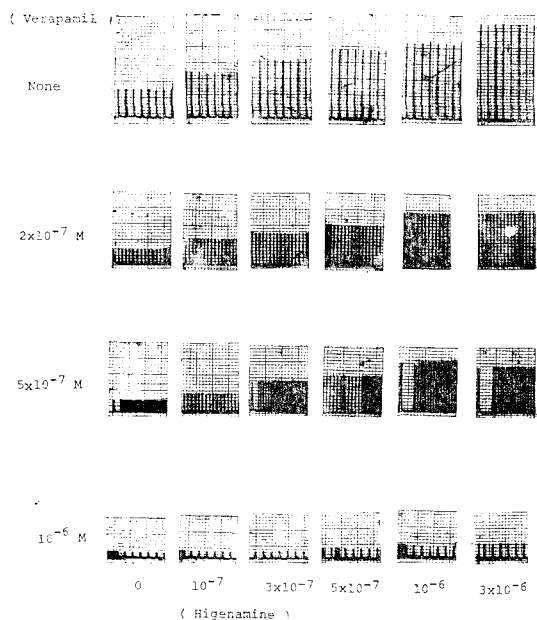 ( Verapamil )
None
2x10⁻⁷ M
5x10⁻⁷ M
10⁻⁶ M
0 10⁻⁷ 3x10⁻⁷ 5x10⁻⁷ 10⁻⁶ 3x10⁻⁶
( Higenamine )